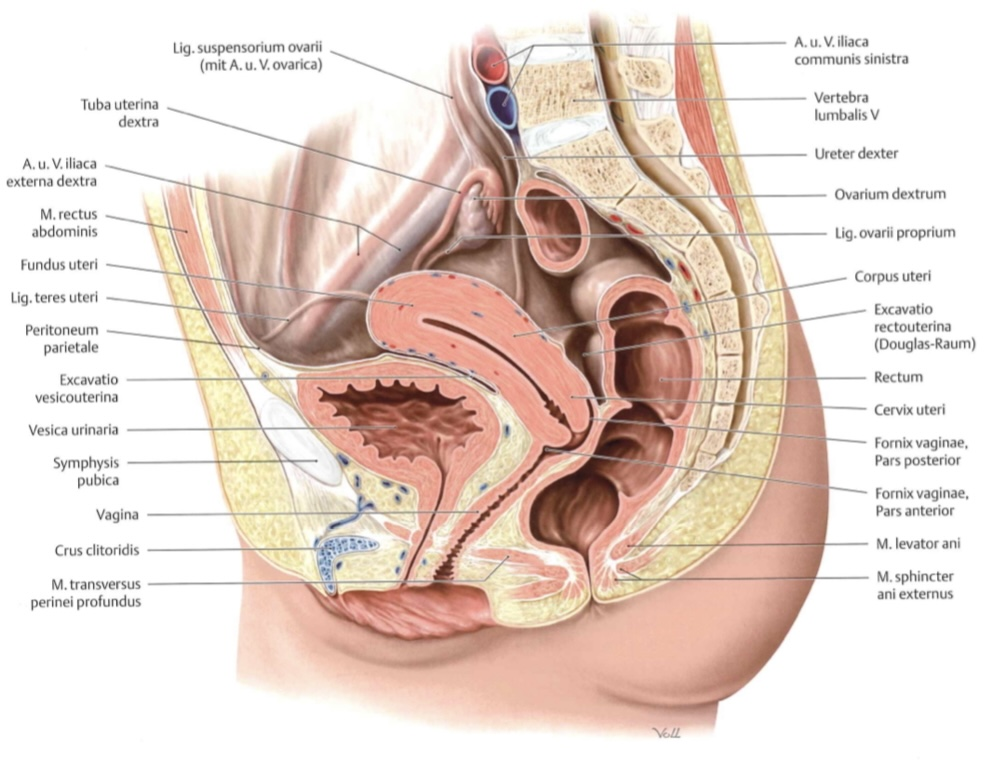 Lig. suspensorium ovarii
(mit A. u. V. ovarica)
Tuba uterina
dextra
A. u. V. iliaca
externa dextra
M. rectus
abdominis
Fundus uteri
Lig. teres uteri
Peritoneum
parietale
Excavatio
vesicouterina
Vesica urinaria
Symphysis
pubica
Vagina
Crus clitoridis
M. transversus
perinei profundus
A. u. V. iliaca
communis sinistra
Vertebra
lumbalis V
Ureter dexter
Ovarium dextrum
Lig. ovarii proprium
Corpus uteri
Excavatio
rectouterina
(Douglas-Raum)
Rectum
Cervix uteri
Fornix vaginae,
Pars posterior
Fornix vaginae,
Pars anterior
M. levator ani
M. sphincter
ani externus
Voll